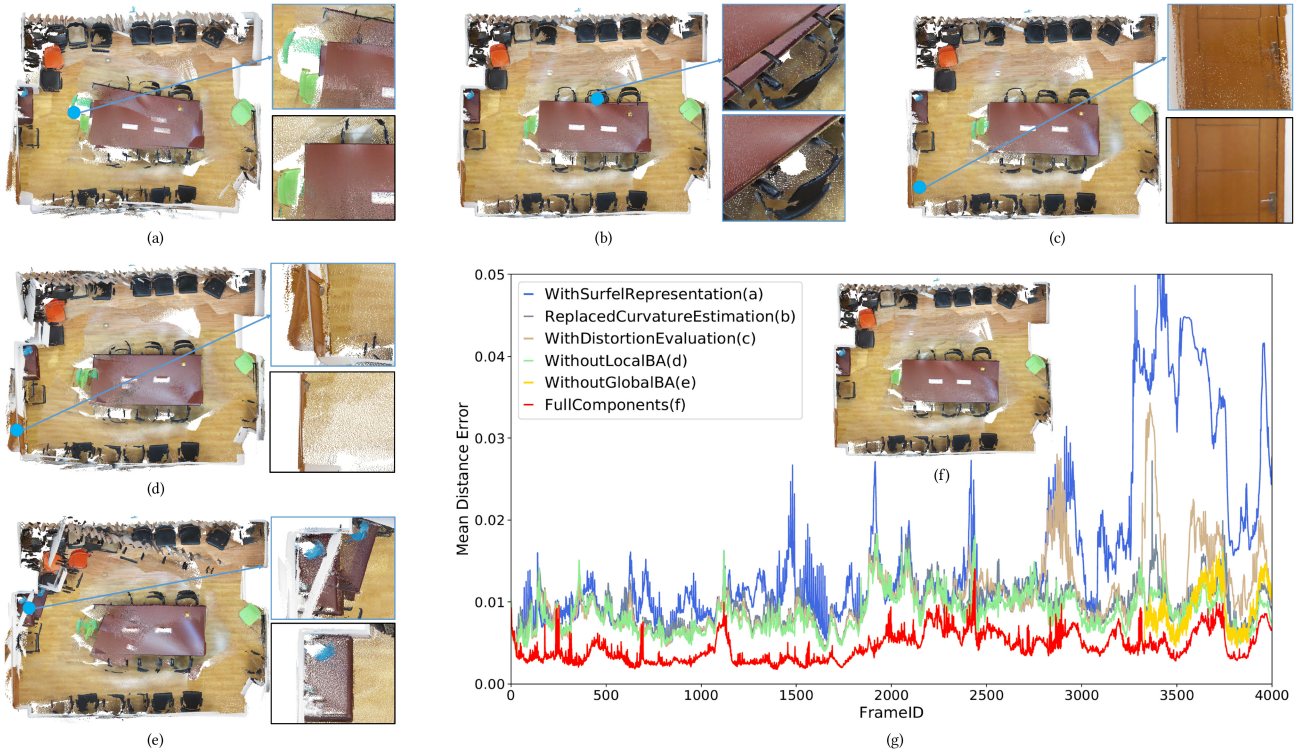 (a)
(b)
(c)
(d)
(e)
0.05
0.04
0.03
0.02
0.01
0.00
Mean Distance Error
WithSurfelRepresentation(a)
ReplacedCurvatureEstimation(b)
WithDistortionEvaluation(c)
WithoutLocalBA(d)
WithoutGlobalBA(e)
FullComponents(f)
(f)
0 500 1000 1500 2000 2500 3000 3500 4000
FrameID
(g)